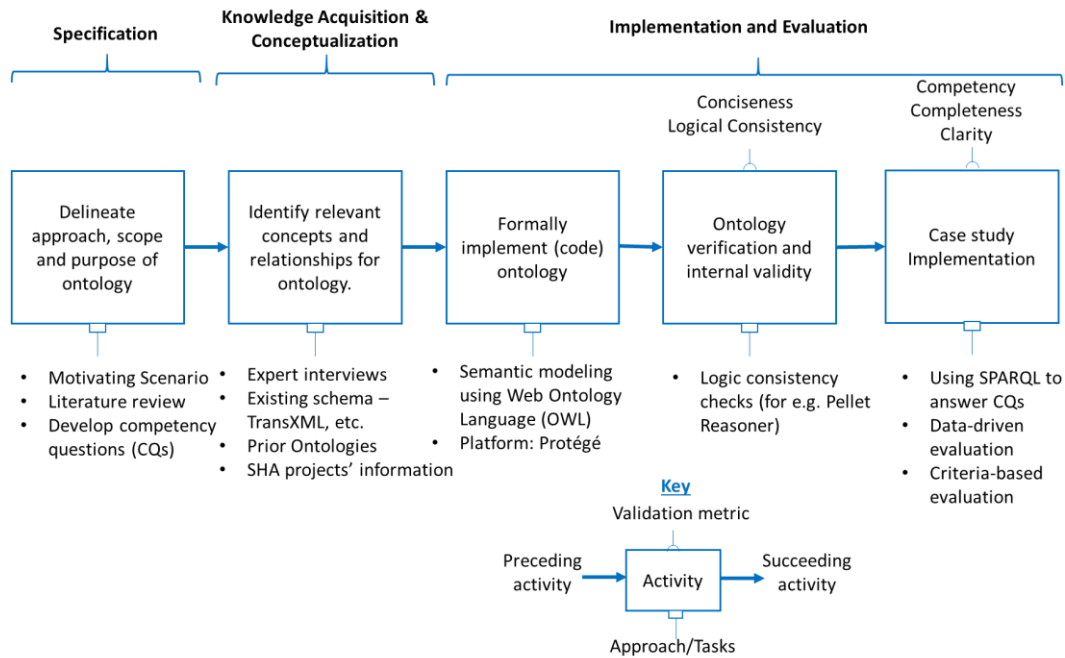 Specification
Knowledge Acquisition &
Conceptualization
Implementation and Evaluation
Conciseness
Logical Consistency
Competency
Completeness
Clarity
Delineate
approach, scope
and purpose of
ontology
Identify relevant
concepts and
relationships for
ontology.
Formally
implement (code)
ontology
Ontology
verification and
internal validity
Case study
Implementation
• Motivating Scenario
• Literature review
• Develop competency
questions (CQs)
• Expert interviews
• Existing schema –
TransXML, etc.
• Prior Ontologies
• SHA projects’ information
• Semantic modeling
using Web Ontology
Language (OWL)
• Platform: Protégé
• Logic consistency
checks (for e.g. Pellet
Reasoner)
• Using SPARQL to
answer CQs
• Data-driven
evaluation
• Criteria-based
evaluation
Key
Validation metric
Preceding
activity
Activity
Succeeding
activity
Approach/Tasks